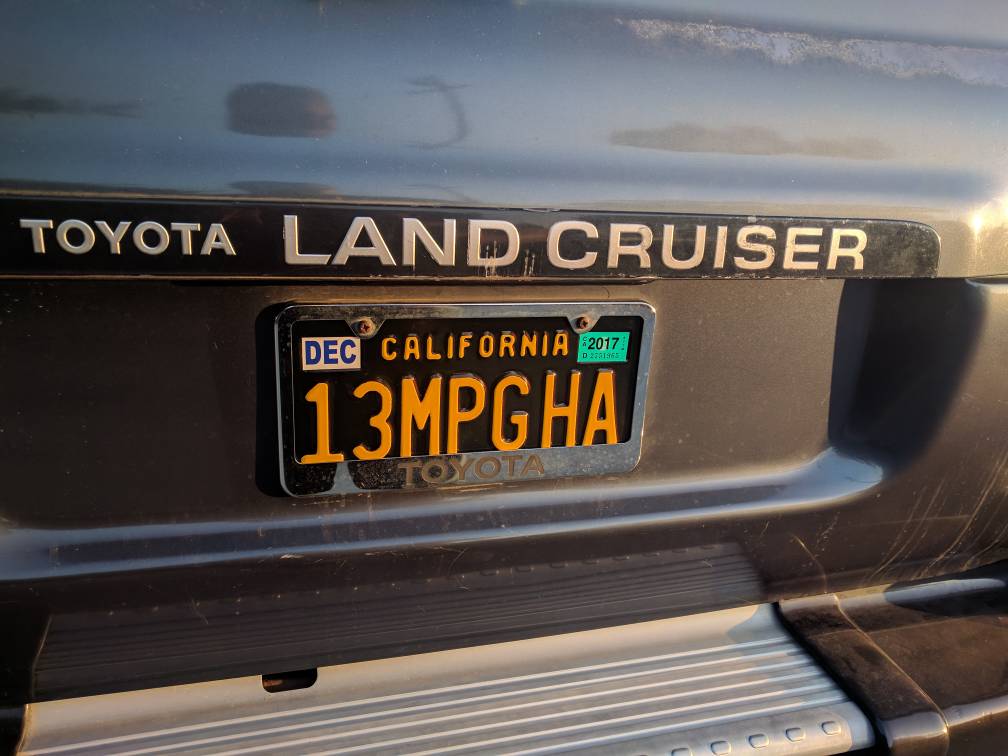 TOYOTA LAND CRUISER
DEC CALIFORNIA 2017
13MPGHA
TOYOTA